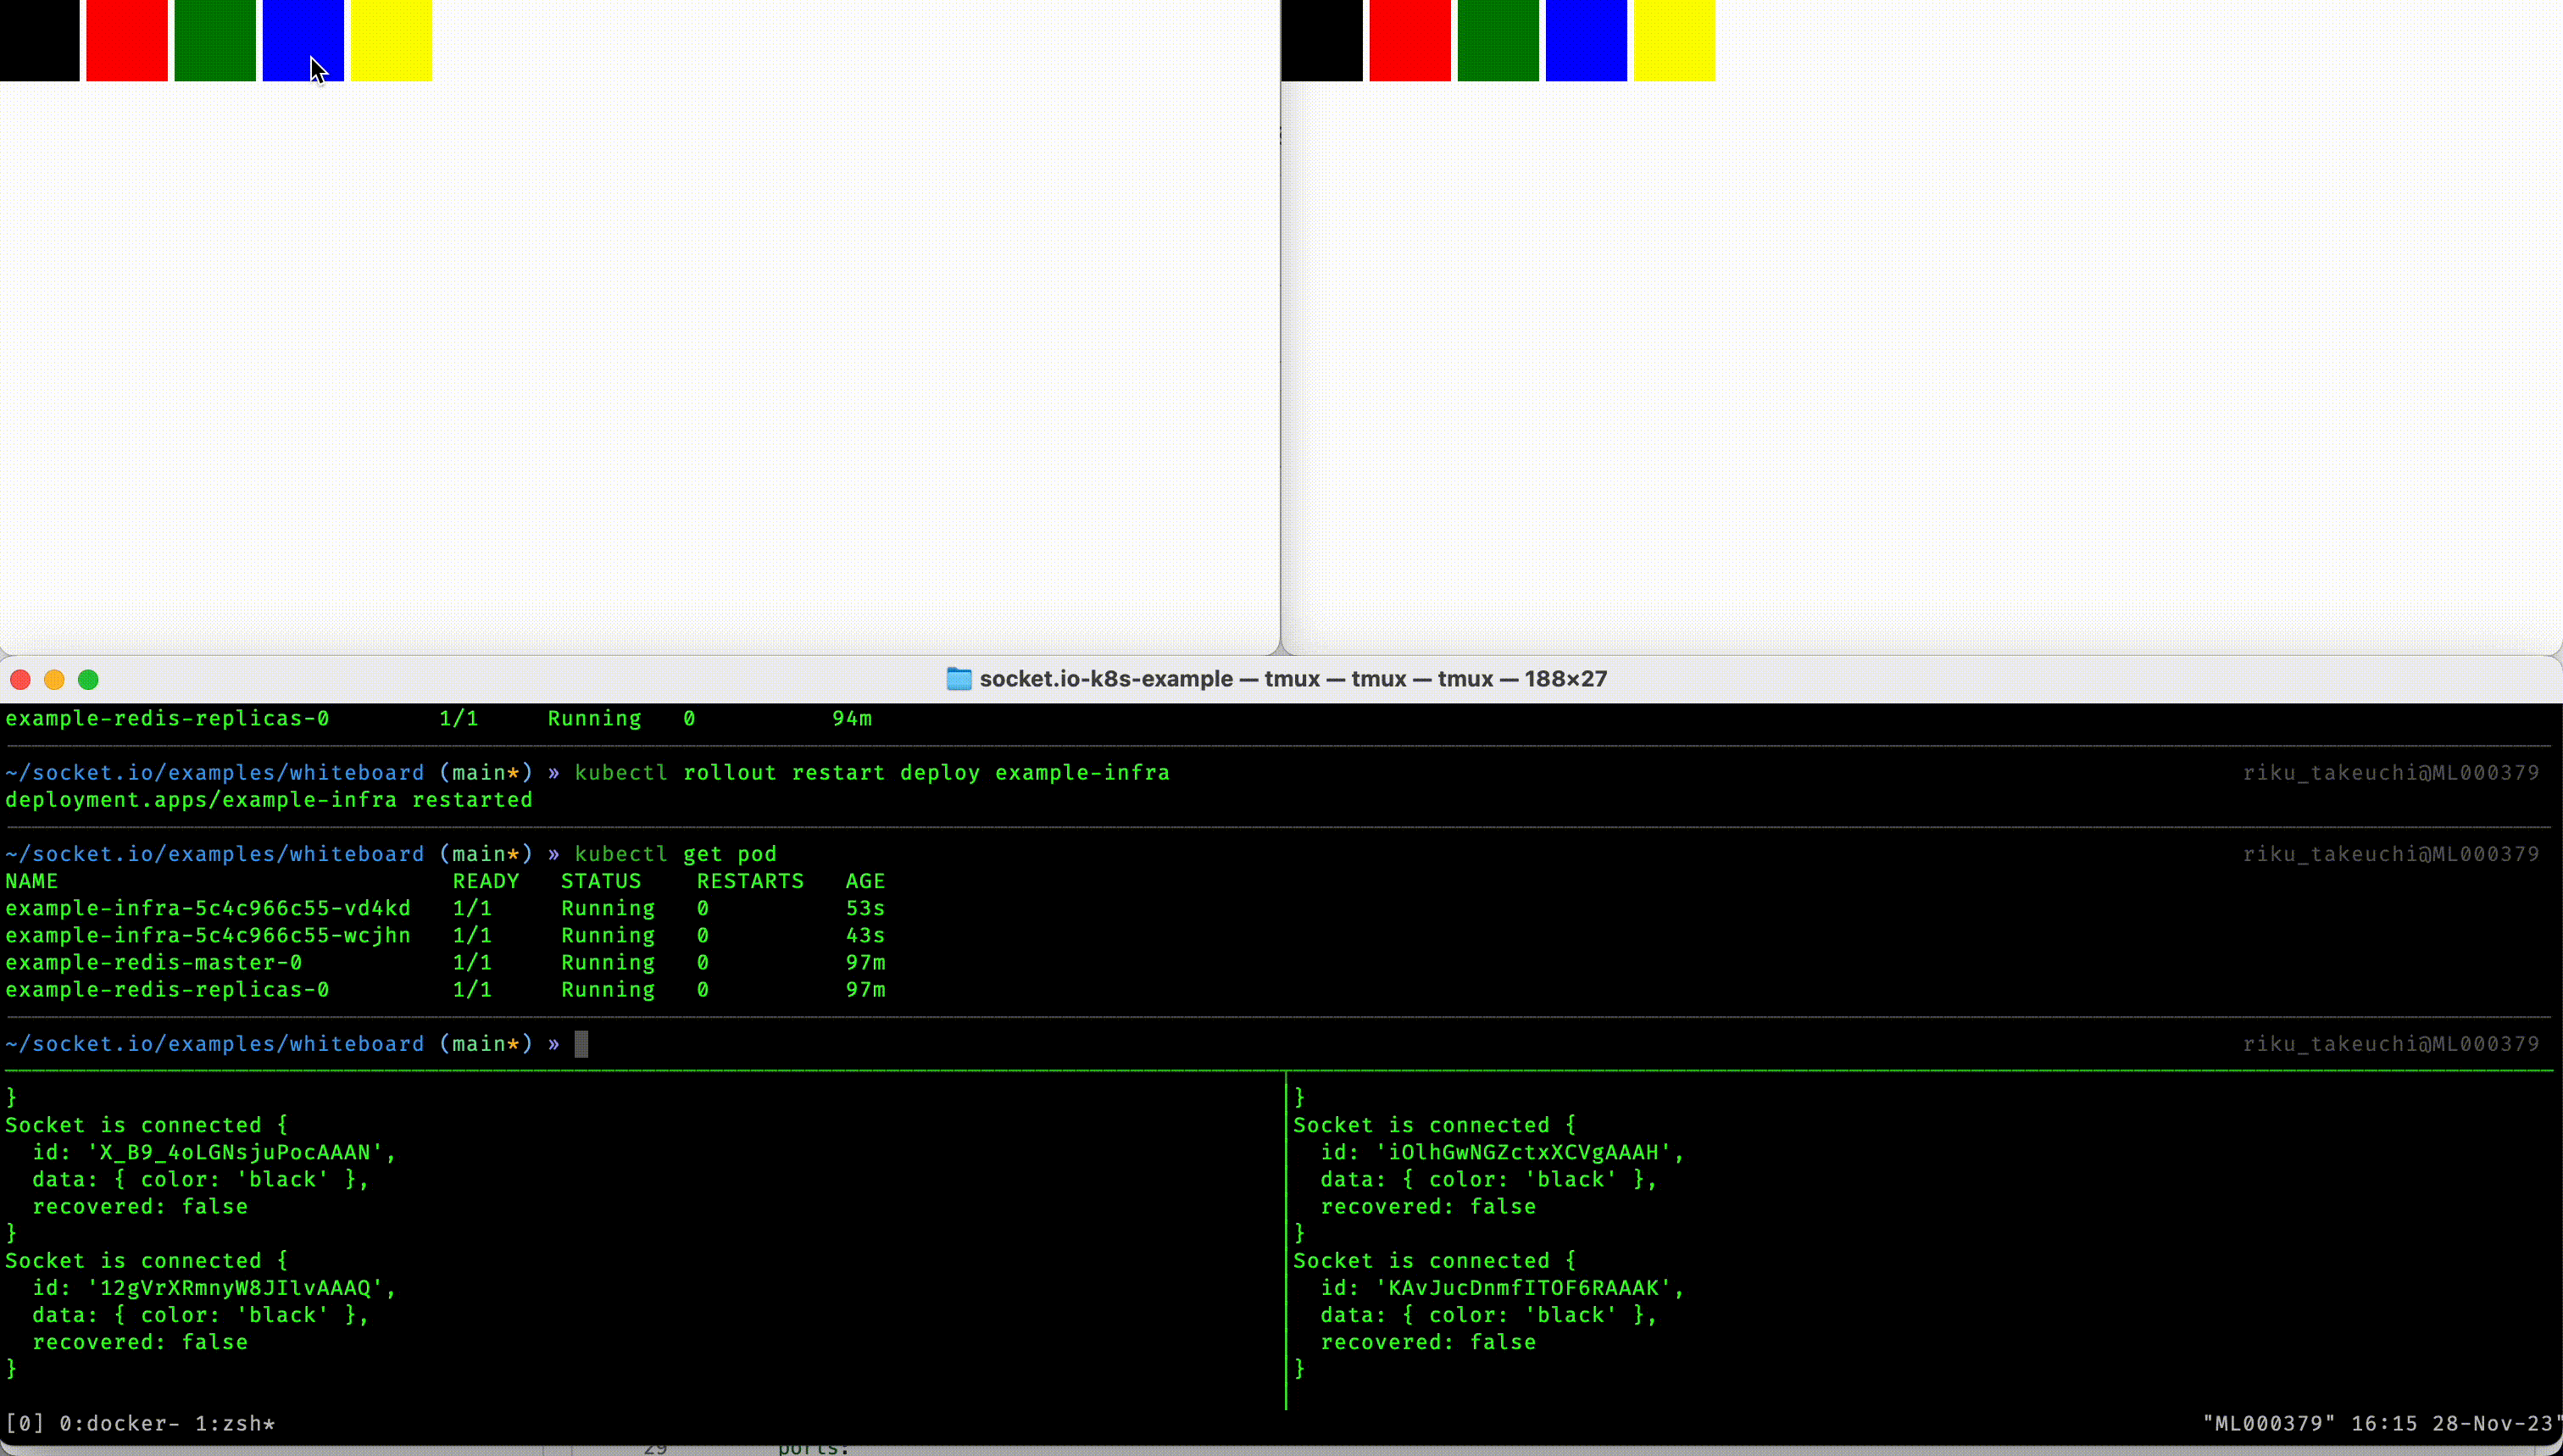 socket.io-k8s-example — tmux — tmux — tmux — 188×27
example-redis-replicas-0 1/1 Running 0 94m
~/socket.io/examples/whiteboard (main*) » kubectl rollout restart deploy example-infra riku_takeuchi@ML000379
deployment.apps/example-infra restarted
~/socket.io/examples/whiteboard (main*) » kubectl get pod riku_takeuchi@ML000379
NAME READY STATUS RESTARTS AGE
example-infra-5c4c966c55-vd4kd 1/1 Running 0 53s
example-infra-5c4c966c55-wcjhn 1/1 Running 0 43s
example-redis-master-0 1/1 Running 0 97m
example-redis-replicas-0 1/1 Running 0 97m
~/socket.io/examples/whiteboard (main*) » riku_takeuchi@ML000379
}
Socket is connected {
id: 'X_B9_4oLGNsjuPocAAAN',
data: { color: 'black' },
recovered: false
}
Socket is connected {
id: '12gVrXRmnyW8JIlvAAAQ',
data: { color: 'black' },
recovered: false
}
}
Socket is connected {
id: 'iOlhGwNGZctxXCVgAAAH',
data: { color: 'black' },
recovered: false
}
Socket is connected {
id: 'KAvJucDnmfITOF6RAAAK',
data: { color: 'black' },
recovered: false
}
[0] 0:docker- 1:zsh* "ML000379" 16:15 28-Nov-23"
29 ports: